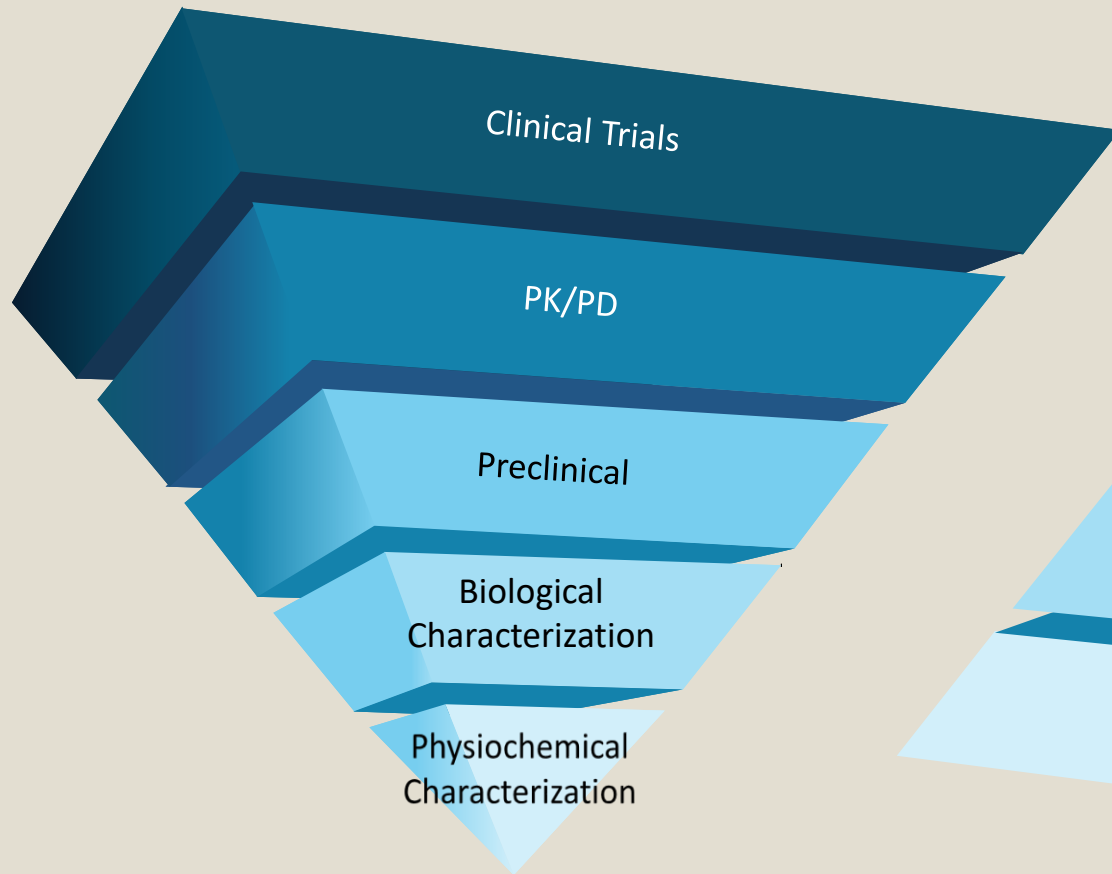 Clinical Trials
PK/PD
Preclinical
Biological
Characterization
Physiochemical
Characterization